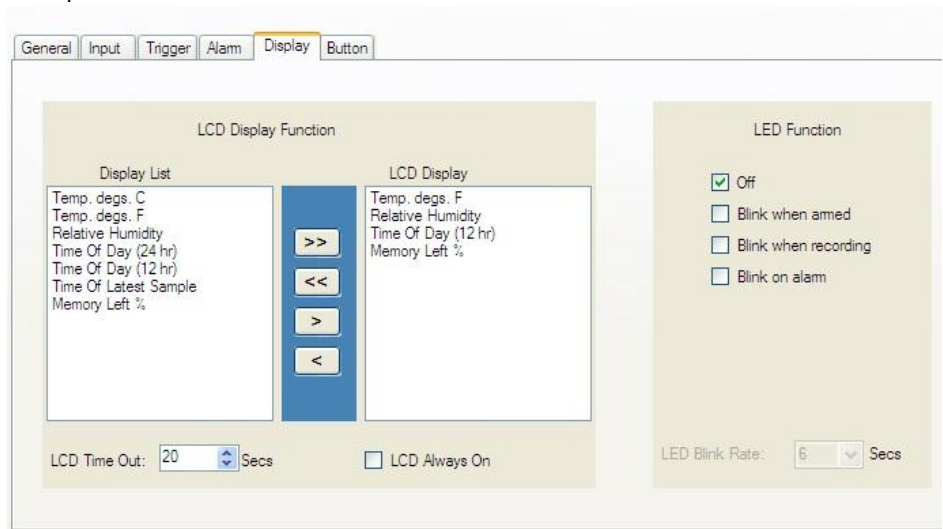 General Input Trigger Alarm Display Button
LCD Display Function
Display List
Temp. degs. C
Temp. degs. F
Relative Humidity
Time Of Day (24 hr)
Time Of Day (12 hr)
Time Of Latest Sample
Memory Left %
>>
<<
>
<
LCD Display
Temp. degs. F
Relative Humidity
Time Of Day (12 hr)
Memory Left %
LCD Time Out: 20 Secs
LCD Always On
LED Function
Off
Blink when armed
Blink when recording
Blink on alarm
LED Blink Rate: 6 Secs